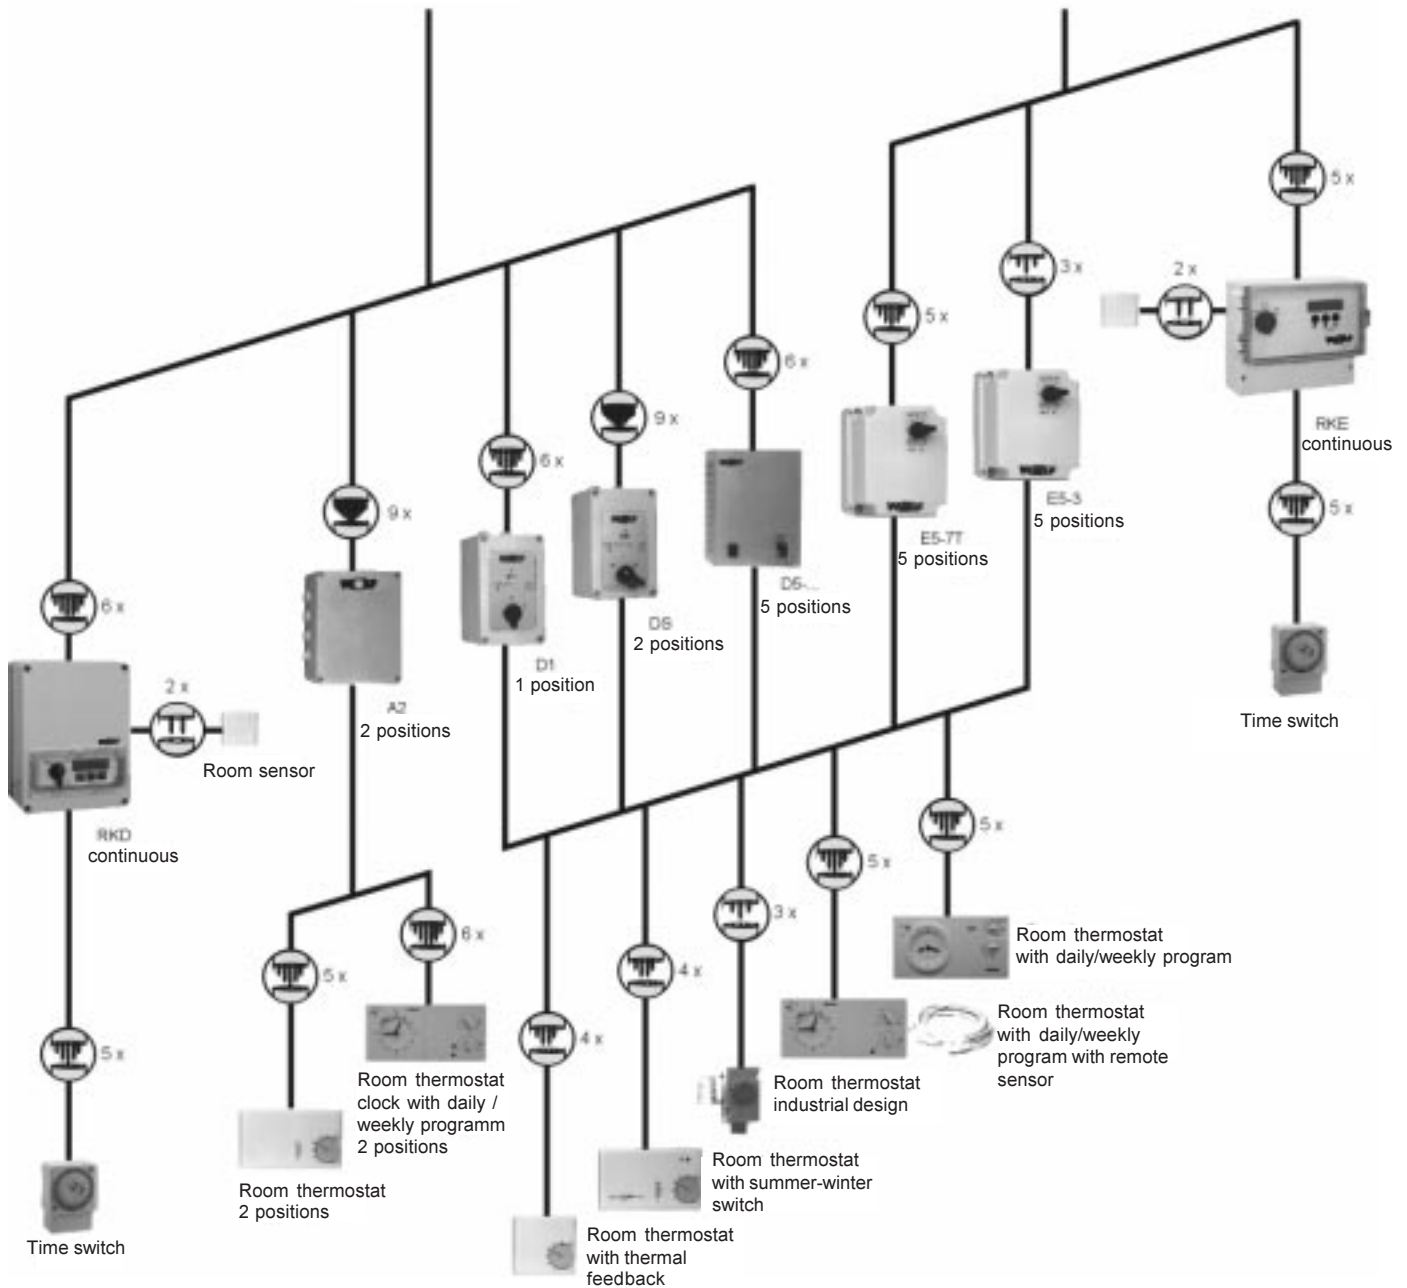 5 x
3 x
2 x
5 x
6 x
9 x
RKE
continuous
6 x
9 x
E5-3
5 positions
5 x
E5-7T
5 positions
6 x
D5-...
5 positions
DS
2 positions
D1
1 position
2 x
A2
2 positions
Time switch
Room sensor
RKD
continuous
5 x
5 x
3 x
6 x
Room thermostat
with daily/weekly program
5 x
4 x
Room thermostat
with daily/weekly
program with remote
sensor
4 x
5 x
Room thermostat
clock with daily /
weekly programm
2 positions
Room thermostat
industrial design
Room thermostat
with summer-winter
switch
Room thermostat
2 positions
Time switch
Room thermostat
with thermal
feedback
WOLF